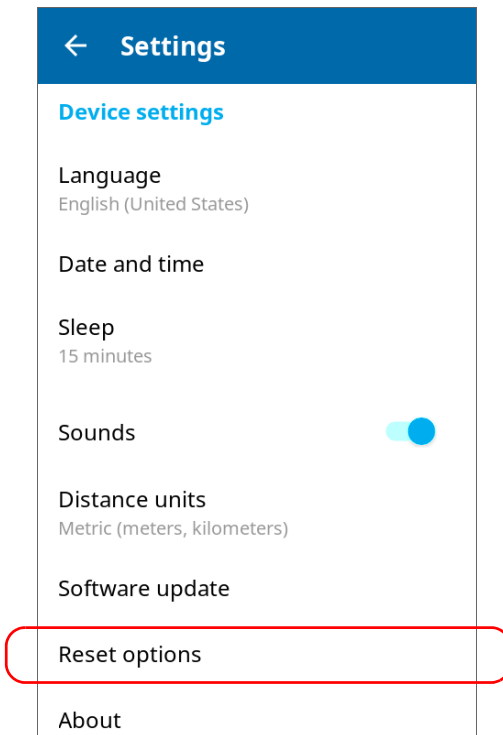 Settings
Device settings
Language
English (United States)
Date and time
Sleep
15 minutes
Sounds
Distance units
Metric (meters, kilometers)
Software update
Reset options
About